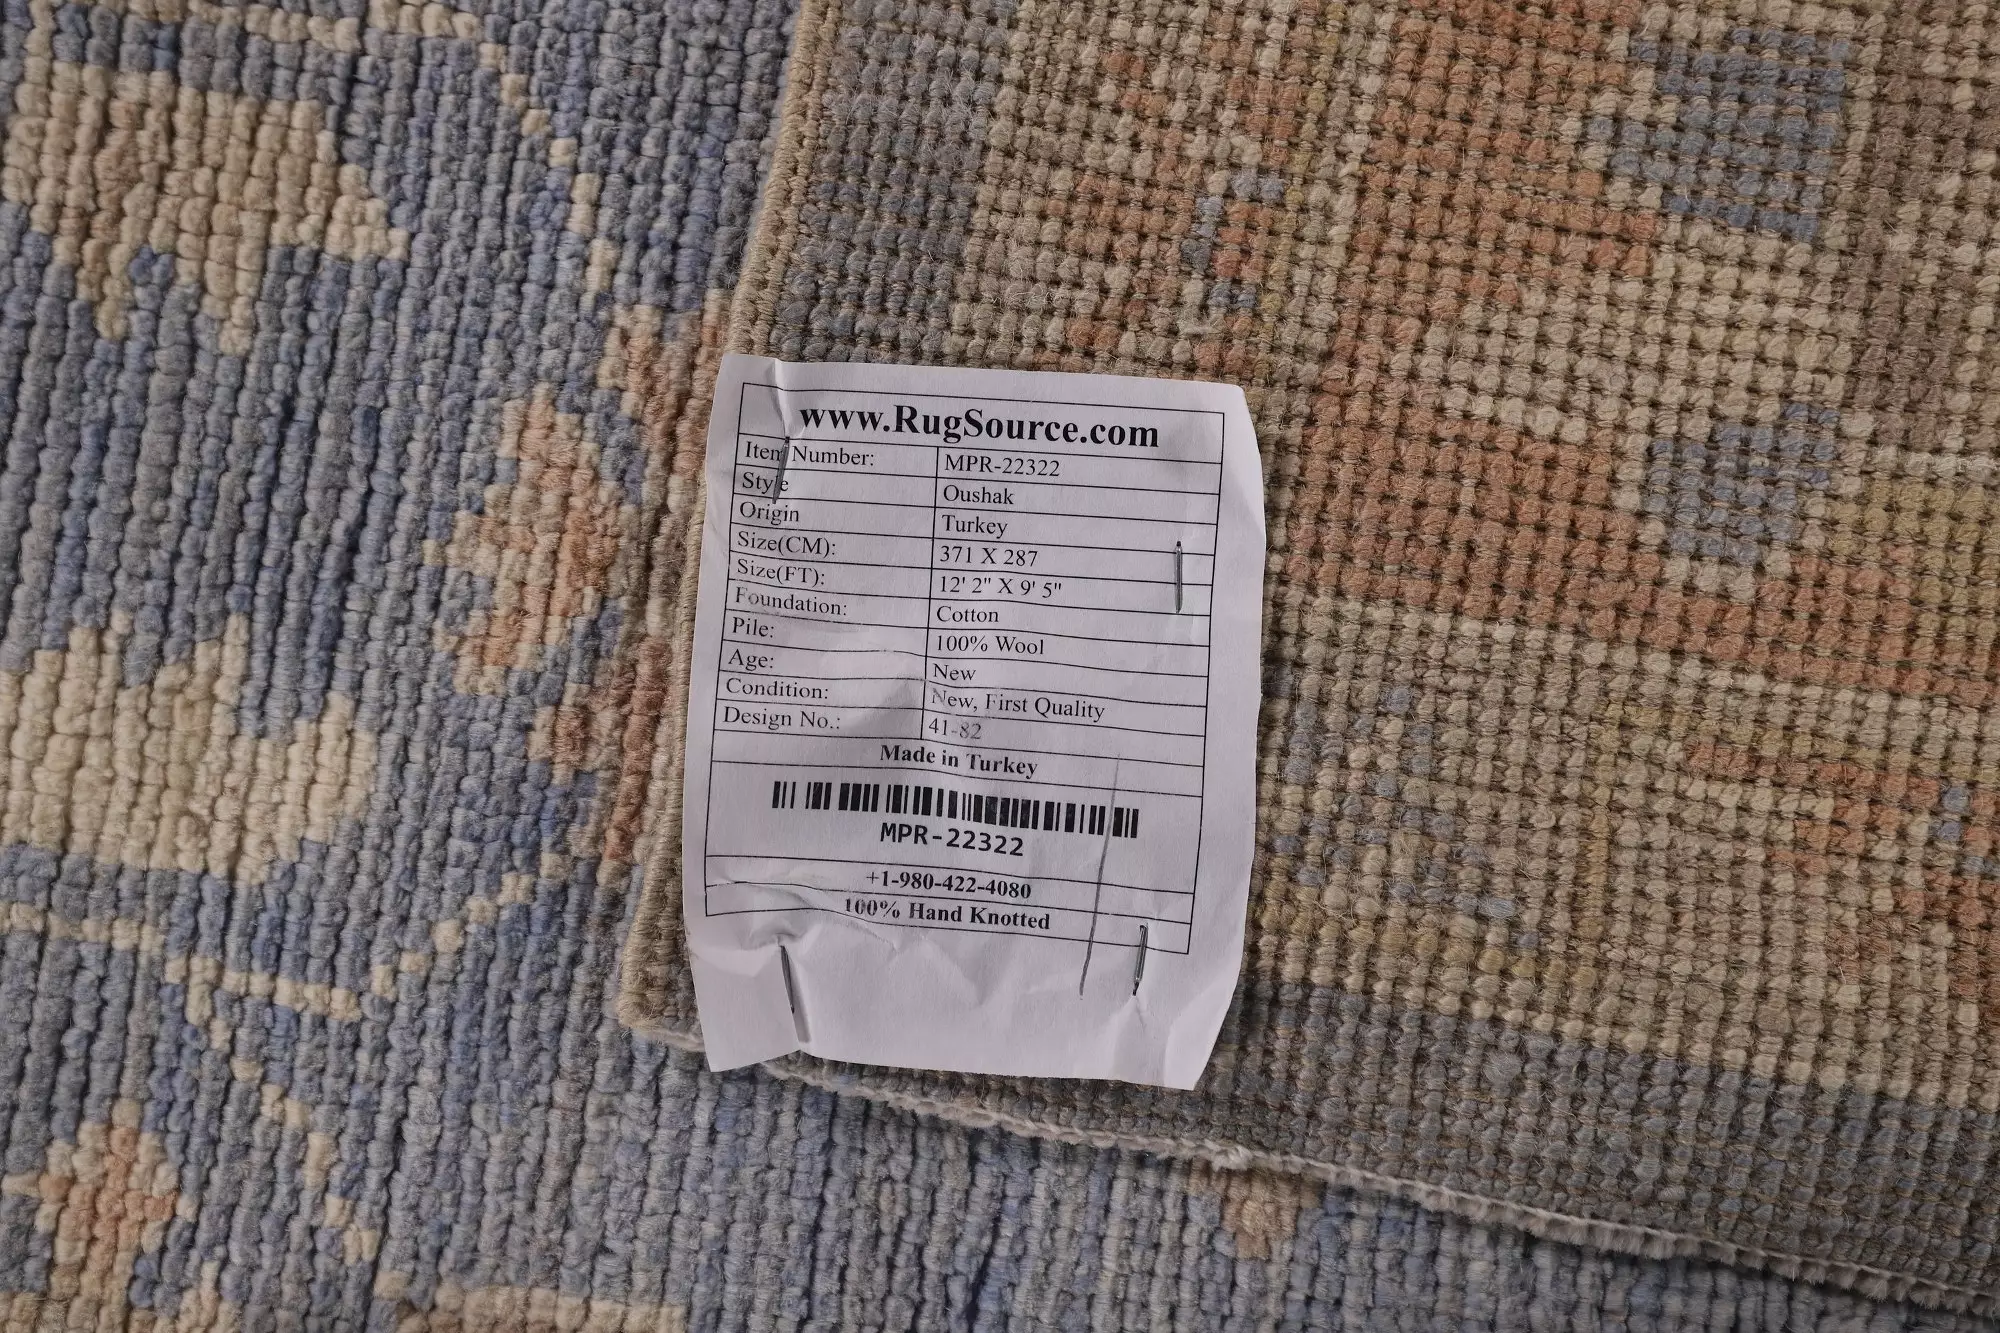 www.RugSource.com
Item Number: MPR-22322
Style Oushak
Origin Turkey
Size(CM): 371 X 287
Size(FT): 12' 2" X 9' 5"
Foundation: Cotton
Pile: 100% Wool
Age: New
Condition: New, First Quality
Design No.: 41-82
Made in Turkey
MPR-22322
+1-980-422-4080
100% Hand Knotted